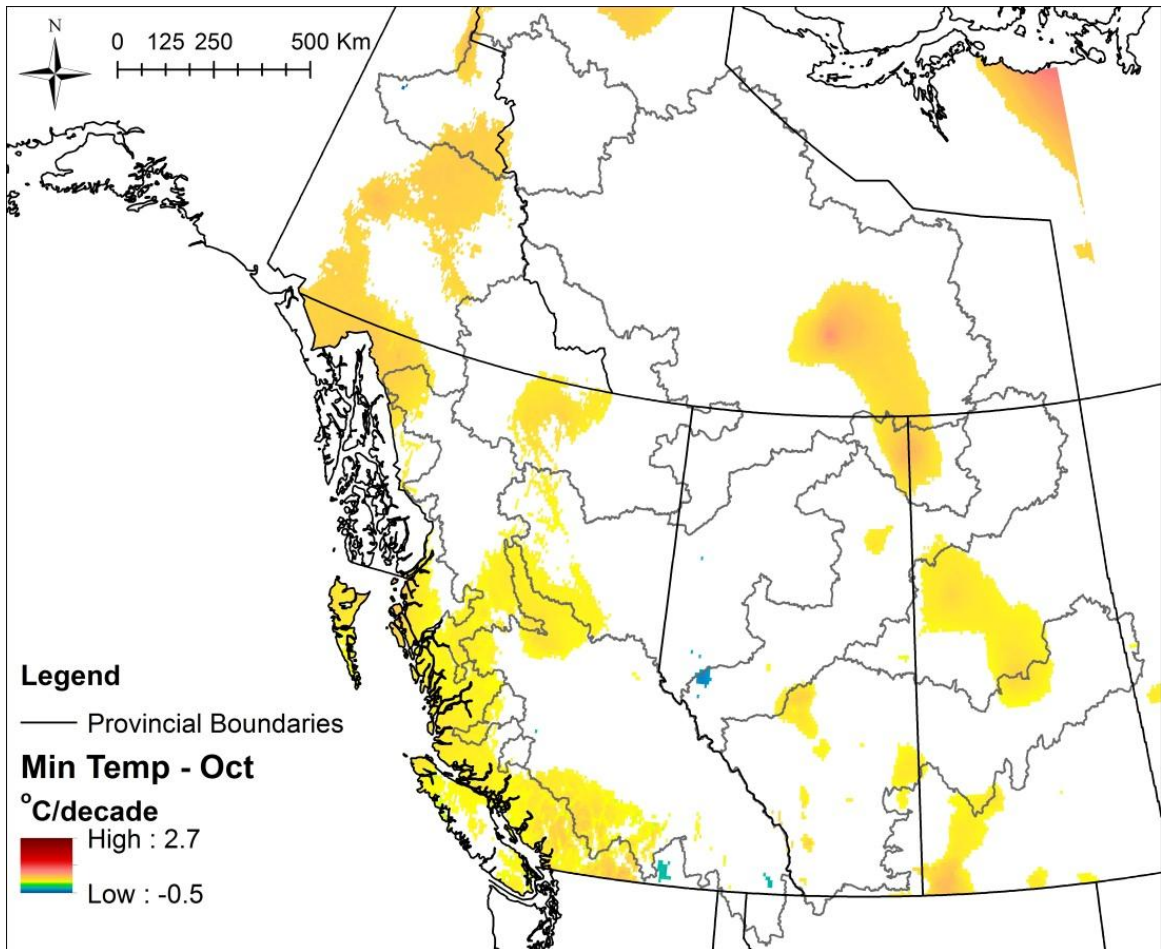 N
0 125 250 500 Km
Legend
Provincial Boundaries
Min Temp - Oct
°C/decade
High : 2.7
Low : -0.5